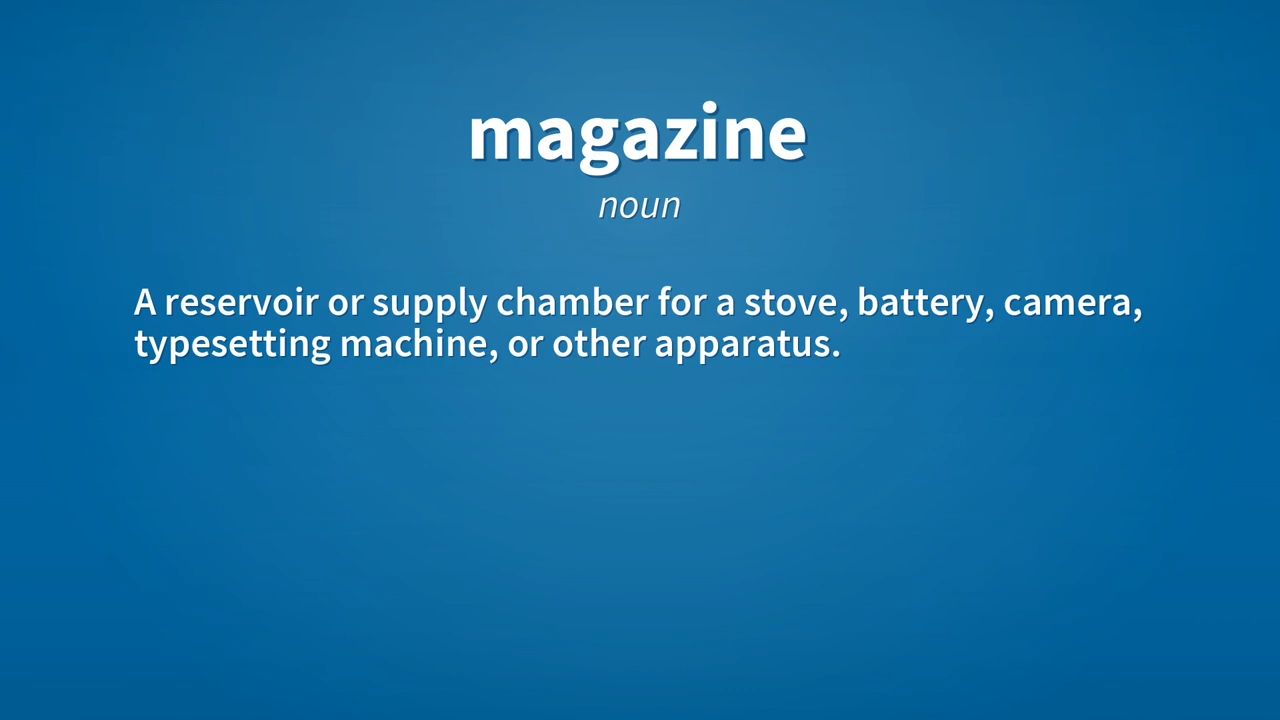 magazine
noun
A reservoir or supply chamber for a stove, battery, camera,
typesetting machine, or other apparatus.